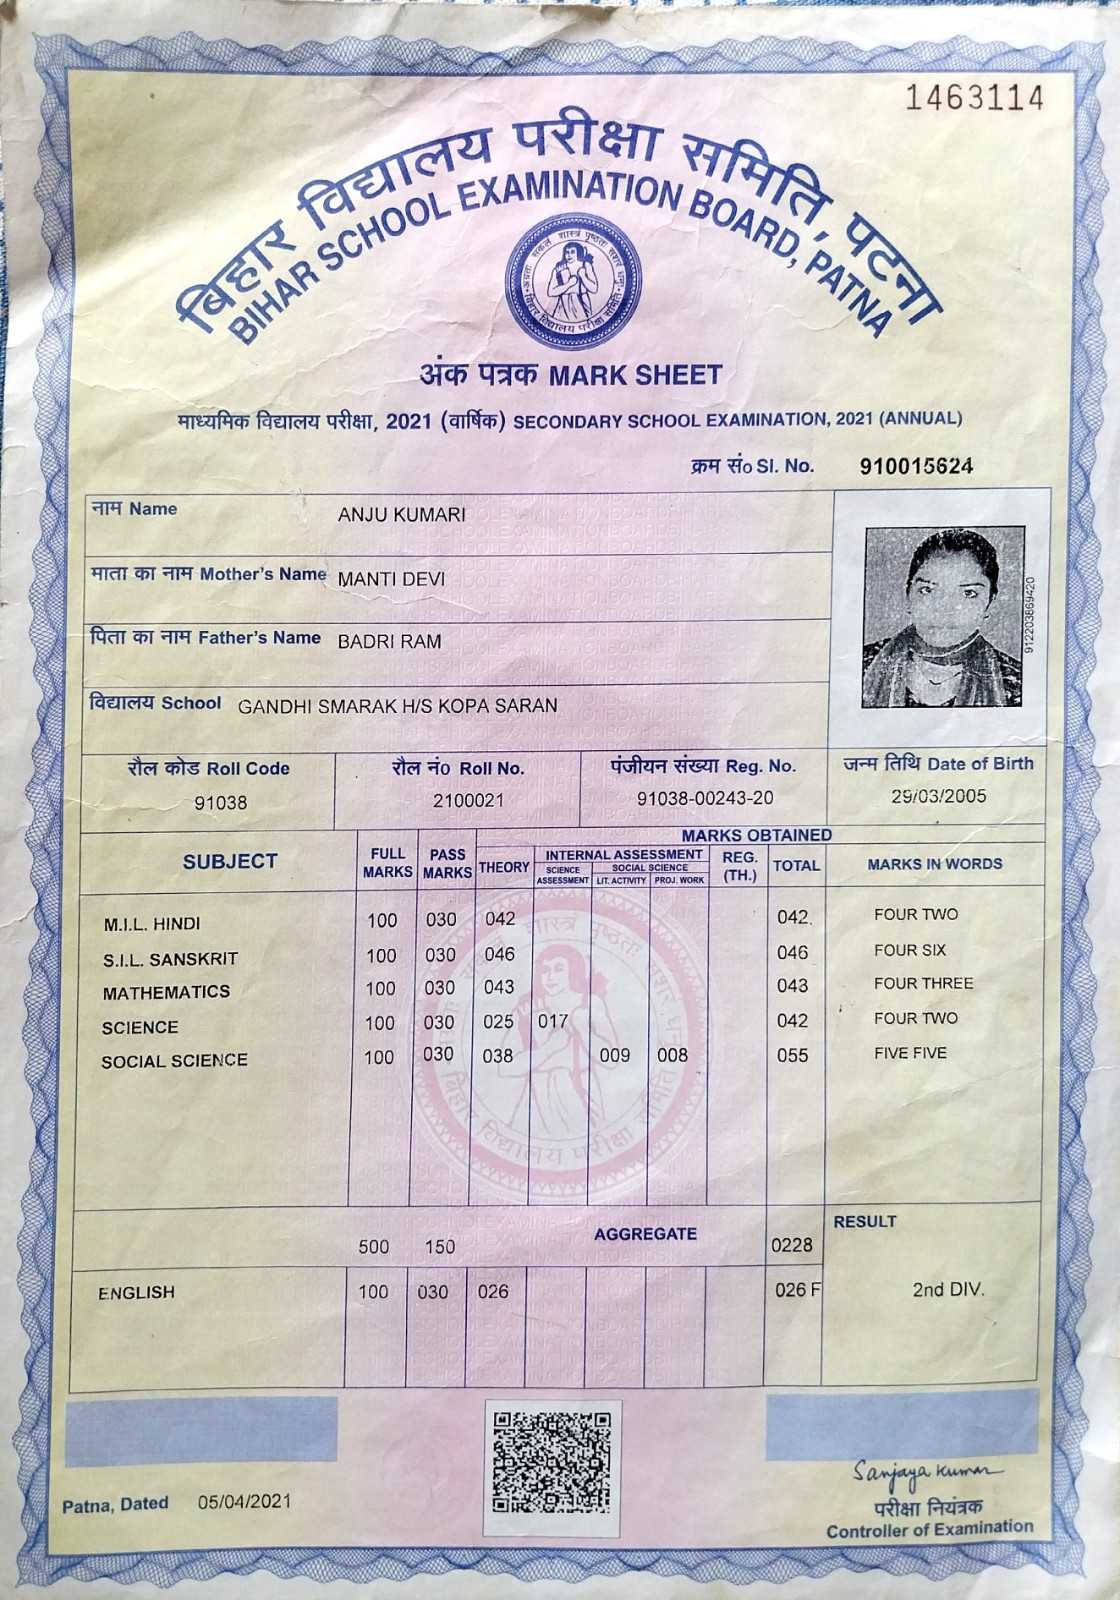 1463114
बिहार विद्यालय परीक्षा समिति, पटना
BIHAR SCHOOL EXAMINATION BOARD, PATNA
अंक पत्रक MARK SHEET
माध्यमिक विद्यालय परीक्षा, 2021 (वार्षिक) SECONDARY SCHOOL EXAMINATION, 2021 (ANNUAL)
क्रम सं० Sl. No. 910015624
नाम Name ANJU KUMARI
माता का नाम Mother's Name MANTI DEVI
पिता का नाम Father's Name BADRI RAM
विद्यालय School GANDHI SMARAK H/S KOPA SARAN
912203869420
रौल कोड Roll Code रौल नं० Roll No. पंजीयन संख्या Reg. No. जन्म तिथि Date of Birth
91038 2100021 91038-00243-20 29/03/2005
MARKS OBTAINED
SUBJECT FULL MARKS PASS MARKS THEORY INTERNAL ASSESSMENT REG. (TH.) TOTAL MARKS IN WORDS
SCIENCE ASSESSMENT SOCIAL SCIENCE LIT. ACTIVITY PROJ. WORK
M.I.L. HINDI 100 030 042 042. FOUR TWO
S.I.L. SANSKRIT 100 030 046 046 FOUR SIX
MATHEMATICS 100 030 043 043 FOUR THREE
SCIENCE 100 030 025 017 042 FOUR TWO
SOCIAL SCIENCE 100 030 038 009 008 055 FIVE FIVE
बिहार विद्यालय परीक्षा समिति
500 150 AGGREGATE 0228 RESULT
ENGLISH 100 030 026 026 F 2nd DIV.
Sanjaya Kumar
Patna, Dated 05/04/2021
परीक्षा नियंत्रक
Controller of Examination